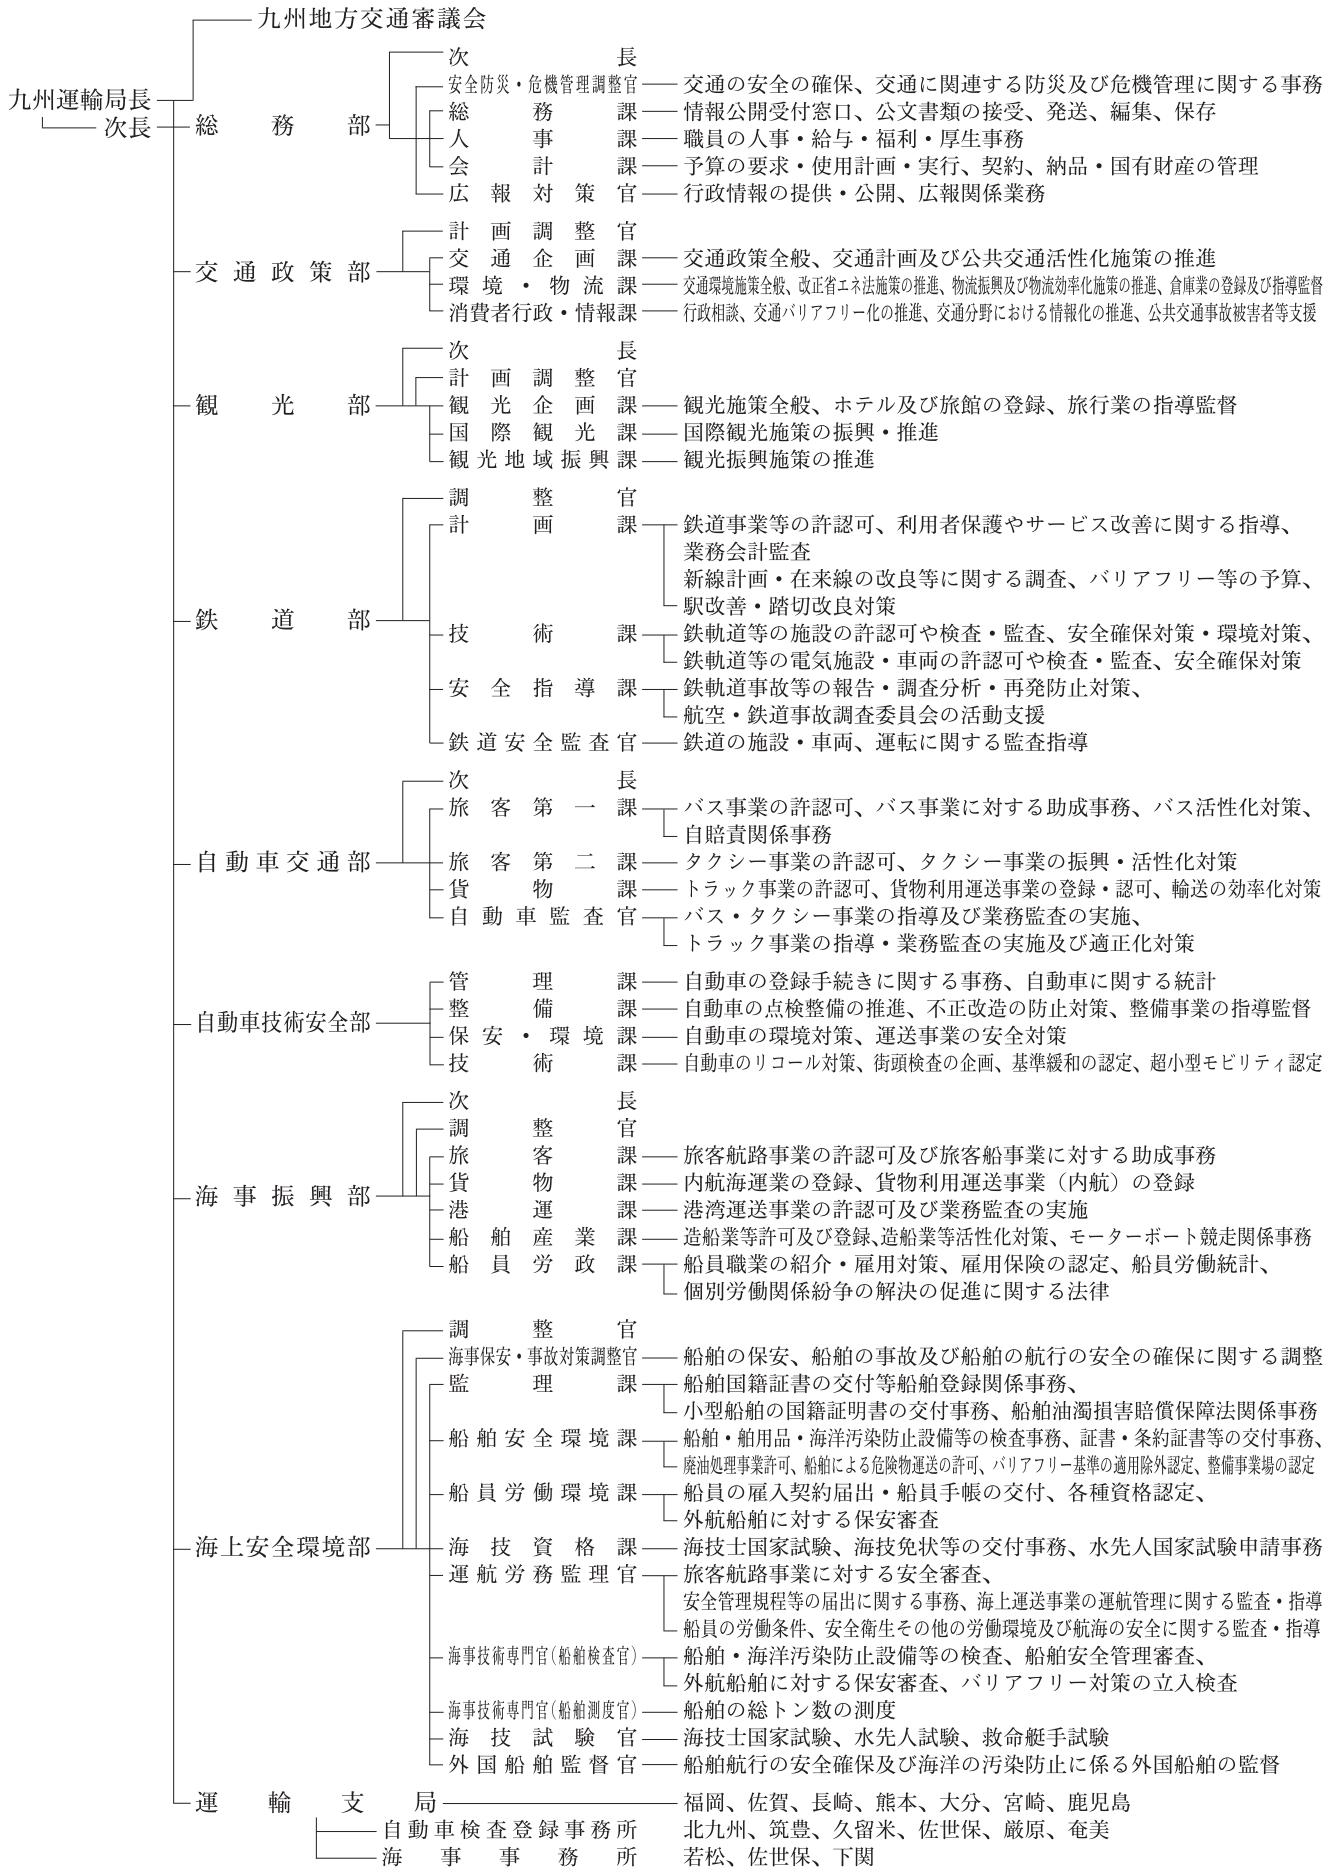 九州地方交通審議会
九州運輸局長
次長
総務部
次長
安全防災・危機管理調整官 交通の安全の確保、交通に関連する防災及び危機管理に関する事務
総務課 情報公開受付窓口、公文書類の接受、発送、編集、保存
人事課 職員の人事・給与・福利・厚生事務
会計課 予算の要求・使用計画・実行、契約、納品・国有財産の管理
広報対策官 行政情報の提供・公開、広報関係業務
交通政策部
計画調整官
交通企画課 交通政策全般、交通計画及び公共交通活性化施策の推進
環境・物流課 交通環境施策全般、改正省エネ法施策の推進、物流振興及び物流効率化施策の推進、倉庫業の登録及び指導監督
消費者行政・情報課 行政相談、交通バリアフリー化の推進、交通分野における情報化の推進、公共交通事故被害者等支援
観光部
次長
計画調整官
観光企画課 観光施策全般、ホテル及び旅館の登録、旅行業の指導監督
国際観光課 国際観光施策の振興・推進
観光地域振興課 観光振興施策の推進
鉄道部
調整官
計画課 鉄道事業等の許認可、利用者保護やサービス改善に関する指導、
業務会計監査
新線計画・在来線の改良等に関する調査、バリアフリー等の予算、
駅改善・踏切改良対策
技術課 鉄軌道等の施設の許認可や検査・監査、安全確保対策・環境対策、
鉄軌道等の電気施設・車両の許認可や検査・監査、安全確保対策
安全指導課 鉄軌道事故等の報告・調査分析・再発防止対策、
航空・鉄道事故調査委員会の活動支援
鉄道安全監査官 鉄道の施設・車両、運転に関する監査指導
自動車交通部
次長
旅客第一課 バス事業の許認可、バス事業に対する助成事務、バス活性化対策、
自賠責関係事務
旅客第二課 タクシー事業の許認可、タクシー事業の振興・活性化対策
貨物課 トラック事業の許認可、貨物利用運送事業の登録・認可、輸送の効率化対策
自動車監査官 バス・タクシー事業の指導及び業務監査の実施、
トラック事業の指導・業務監査の実施及び適正化対策
自動車技術安全部
管理課 自動車の登録手続きに関する事務、自動車に関する統計
整備課 自動車の点検整備の推進、不正改造の防止対策、整備事業の指導監督
保安・環境課 自動車の環境対策、運送事業の安全対策
技術課 自動車のリコール対策、街頭検査の企画、基準緩和の認定、超小型モビリティ認定
海事振興部
次長
調整官
旅客課 旅客航路事業の許認可及び旅客船事業に対する助成事務
貨物課 内航海運業の登録、貨物利用運送事業（内航）の登録
港運課 港湾運送事業の許認可及び業務監査の実施
船舶産業課 造船業等許可及び登録、造船業等活性化対策、モーターボート競走関係事務
船員労政課 船員職業の紹介・雇用対策、雇用保険の認定、船員労働統計、
個別労働関係紛争の解決の促進に関する法律
海上安全環境部
調整官
海事保安・事故対策調整官 船舶の保安、船舶の事故及び船舶の航行の安全の確保に関する調整
監理課 船舶国籍証書の交付等船舶登録関係事務、
小型船舶の国籍証明書の交付事務、船舶油濁損害賠償保障法関係事務
船舶安全環境課 船舶・舶用品・海洋汚染防止設備等の検査事務、証書・条約証書等の交付事務、
廃油処理事業許可、船舶による危険物運送の許可、バリアフリー基準の適用除外認定、整備事業場の認定
船員労働環境課 船員の雇入契約届出・船員手帳の交付、各種資格認定、
外航船舶に対する保安審査
海技資格課 海技士国家試験、海技免状等の交付事務、水先人国家試験申請事務
運航労務監理官 旅客航路事業に対する安全審査、
安全管理規程等の届出に関する事務、海上運送事業の運航管理に関する監査・指導
船員の労働条件、安全衛生その他の労働環境及び航海の安全に関する監査・指導
海事技術専門官（船舶検査官） 船舶・海洋汚染防止設備等の検査、船舶安全管理審査、
外航船舶に対する保安審査、バリアフリー対策の立入検査
海事技術専門官（船舶測度官） 船舶の総トン数の測度
海技試験官 海技士国家試験、水先人試験、救命艇手試験
外国船舶監督官 船舶航行の安全確保及び海洋の汚染防止に係る外国船舶の監督
運輸支局 福岡、佐賀、長崎、熊本、大分、宮崎、鹿児島
自動車検査登録事務所 北九州、筑豊、久留米、佐世保、厳原、奄美
海事事務所 若松、佐世保、下関